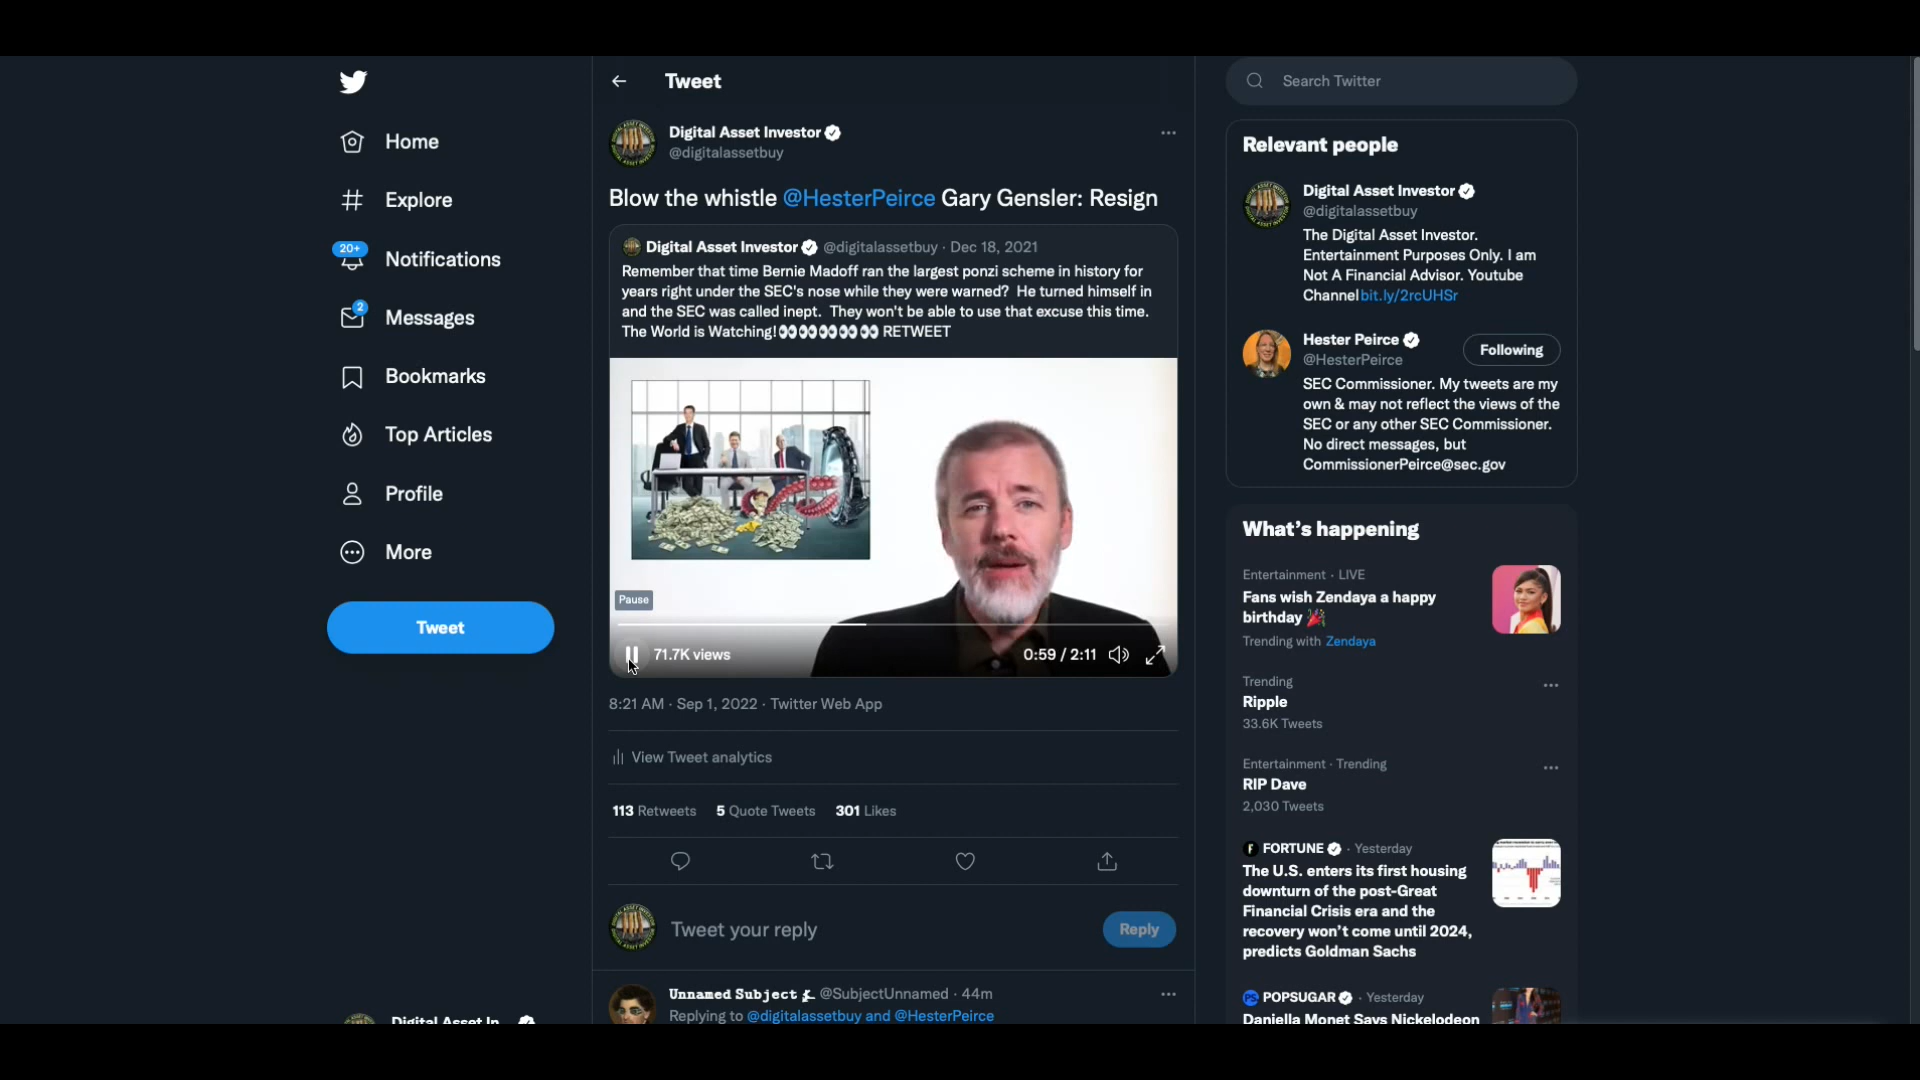 Home
Explore
20+
Notifications
2
Messages
Bookmarks
Top Articles
Profile
More
Tweet
Tweet
Digital Asset Investor
@digitalassetbuy
Blow the whistle @HesterPeirce Gary Gensler: Resign
Digital Asset Investor @digitalassetbuy · Dec 18, 2021
Remember that time Bernie Madoff ran the largest ponzi scheme in history for
years right under the SEC's nose while they were warned? He turned himself in
and the SEC was called inept. They won't be able to use that excuse this time.
The World is Watching!👀👀👀👀👀 RETWEET
Pause
71.7K views
0:59 / 2:11
8:21 AM · Sep 1, 2022 · Twitter Web App
View Tweet analytics
113 Retweets 5 Quote Tweets 301 Likes
Tweet your reply
Reply
Unnamed Subject @SubjectUnnamed · 44m
Replying to @digitalassetbuy and @HesterPeirce
Search Twitter
Relevant people
Digital Asset Investor
@digitalassetbuy
The Digital Asset Investor.
Entertainment Purposes Only. I am
Not A Financial Advisor. Youtube
Channel bit.ly/2rcUHSr
Hester Peirce
@HesterPeirce
Following
SEC Commissioner. My tweets are my
own & may not reflect the views of the
SEC or any other SEC Commissioner.
No direct messages, but
CommissionerPeirce@sec.gov
What's happening
Entertainment · LIVE
Fans wish Zendaya a happy
birthday 🎉
Trending with Zendaya
Trending
Ripple
33.6K Tweets
Entertainment · Trending
RIP Dave
2,030 Tweets
FORTUNE · Yesterday
The U.S. enters its first housing
downturn of the post-Great
Financial Crisis era and the
recovery won't come until 2024,
predicts Goldman Sachs
POPSUGAR · Yesterday
Daniella Monet Says Nickelodeon
Digital Asset In